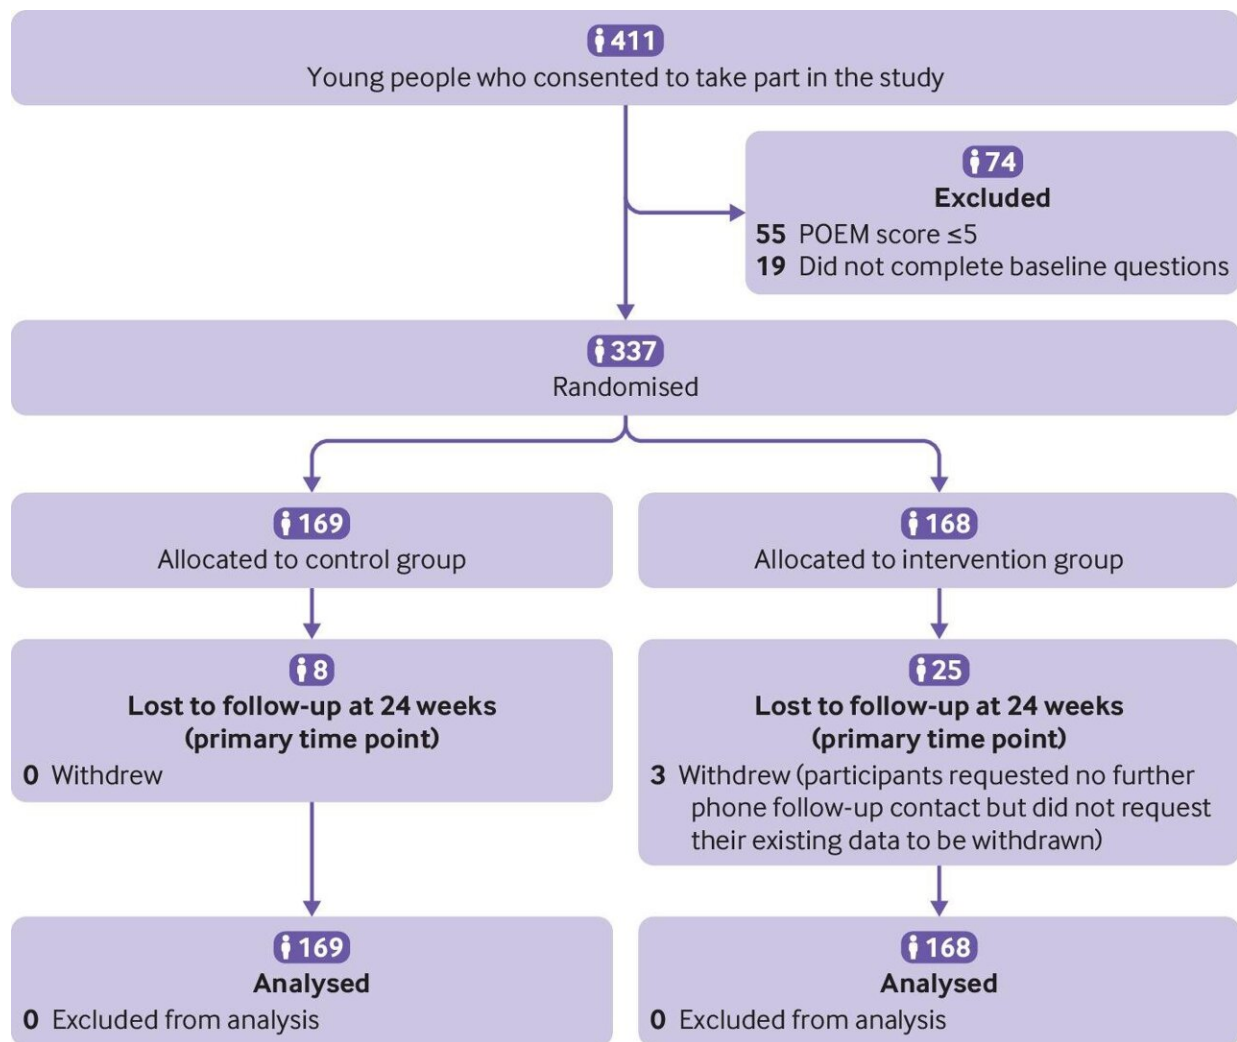 411
Young people who consented to take part in the study
74
Excluded
55 POEM score ≤5
19 Did not complete baseline questions
337
Randomised
169
Allocated to control group
168
Allocated to intervention group
8
Lost to follow-up at 24 weeks
(primary time point)
0 Withdrew
25
Lost to follow-up at 24 weeks
(primary time point)
3 Withdrew (participants requested no further
phone follow-up contact but did not request
their existing data to be withdrawn)
169
Analysed
0 Excluded from analysis
168
Analysed
0 Excluded from analysis